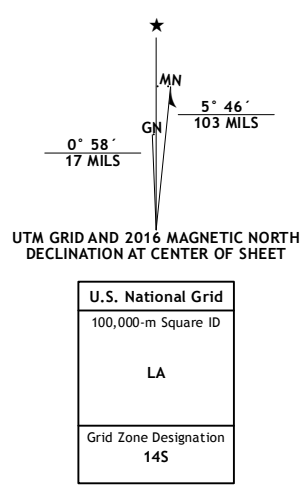 ★
MN
5° 46´
103 MILS
GN
0° 58´
17 MILS
UTM GRID AND 2016 MAGNETIC NORTH
DECLINATION AT CENTER OF SHEET
U.S. National Grid
100,000-m Square ID
LA
Grid Zone Designation
14S